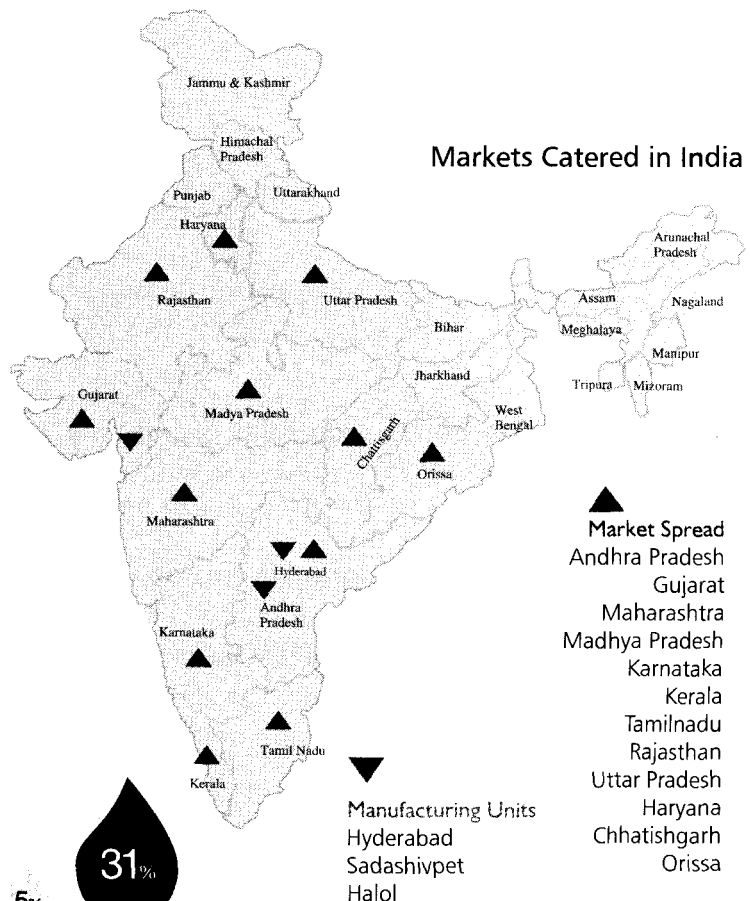 Jammu & Kashmir
Himachal
Pradesh
Markets Catered in India
Punjab
Uttarakhand
Haryana
Arunachal
Pradesh
Rajasthan
Uttar Pradesh
Assam
Nagaland
Bihar
Meghalaya
Manipur
Jharkhand
Tripura
Mizoram
Gujarat
Madya Pradesh
West
Bengal
Chattisgarh
Orissa
Maharashtra
Hyderabad
Andhra
Pradesh
Karnataka
Tamil Nadu
Kerala
Market Spread
Andhra Pradesh
Gujarat
Maharashtra
Madhya Pradesh
Karnataka
Kerala
Tamilnadu
Rajasthan
Uttar Pradesh
Haryana
Chhatishgarh
Orissa
Manufacturing Units
Hyderabad
Sadashivpet
Halol
31%
5%